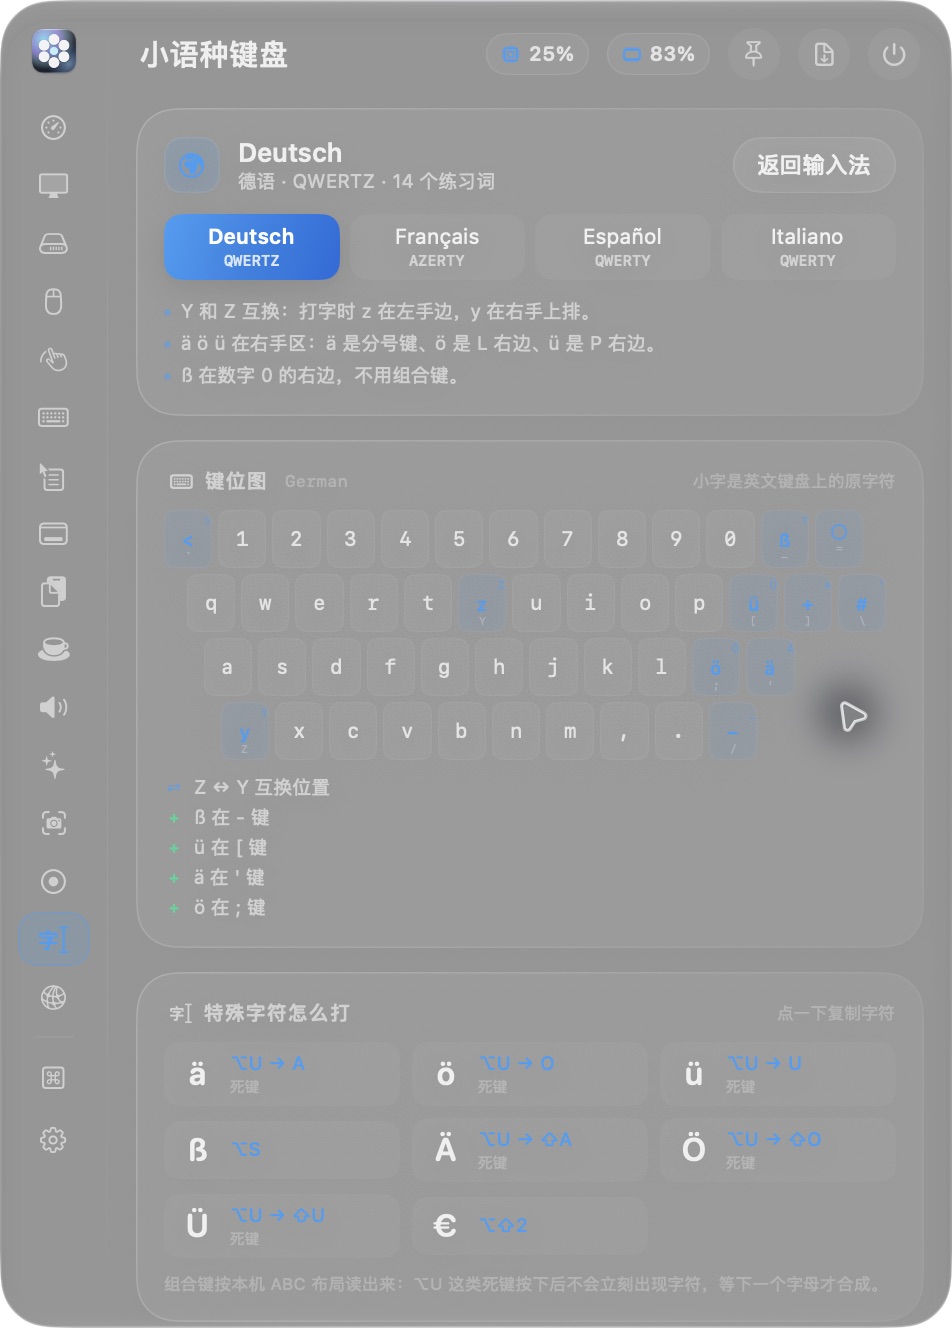 小语种键盘
25%
83%
Deutsch
德语 · QWERTZ · 14 个练习词
返回输入法
Deutsch
QWERTZ
Français
AZERTY
Español
QWERTY
Italiano
QWERTY
Y 和 Z 互换：打字时 z 在左手边，y 在右手上排。
ä ö ü 在右手区：ä 是分号键、ö 是 L 右边、ü 是 P 右边。
ß 在数字 0 的右边，不用组合键。
键位图 German
小字是英文键盘上的原字符
< 1 2 3 4 5 6 7 8 9 0 ß
– =
q w e r t z u i o p ü + #
Y [ ] \
a s d f g h j k l ö ä
; '
y x c v b n m , . –
Z /
Z ↔ Y 互换位置
+ ß 在 - 键
+ ü 在 [ 键
+ ä 在 ' 键
+ ö 在 ; 键
字 特殊字符怎么打
点一下复制字符
ä ⌥U → A
死键
ö ⌥U → O
死键
ü ⌥U → U
死键
ß ⌥S
Ä ⌥U → ⇧A
死键
Ö ⌥U → ⇧O
死键
Ü ⌥U → ⇧U
死键
€ ⌥⇧2
组合键按本机 ABC 布局读出来：⌥U 这类死键按下后不会立刻出现字符，等下一个字母才合成。
字